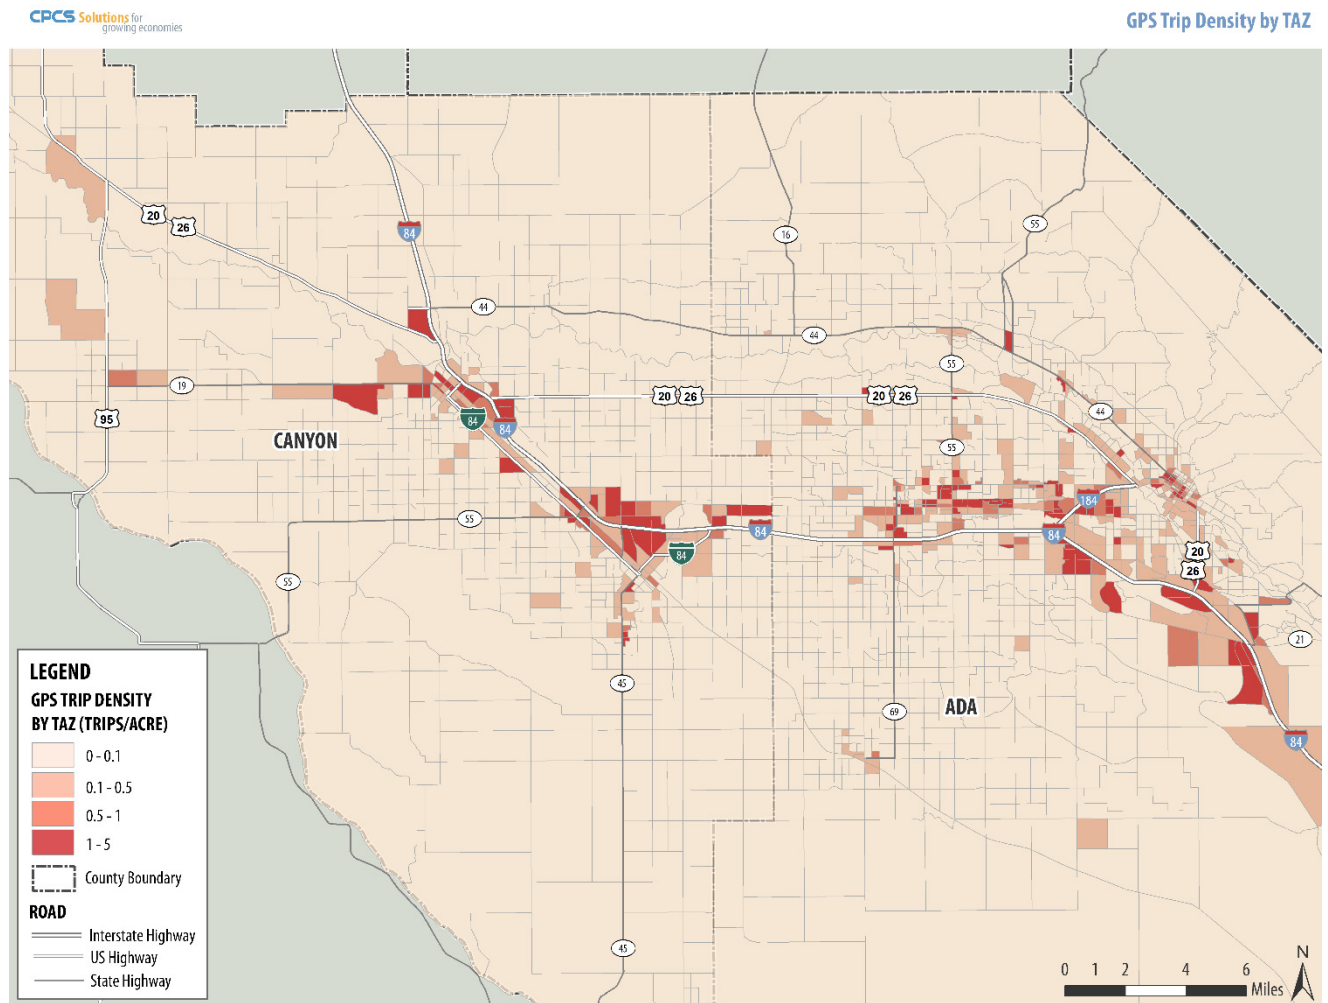 CPCS Solutions for
growing economies
GPS Trip Density by TAZ
20
26
84
16
55
44
44
55
19
20 26
20 26
95
84
84
44
CANYON
55
184
55
84
84
84
20
26
55
21
45
69
ADA
84
45
LEGEND
GPS TRIP DENSITY
BY TAZ (TRIPS/ACRE)
0 - 0.1
0.1 - 0.5
0.5 - 1
1 - 5
County Boundary
ROAD
Interstate Highway
US Highway
State Highway
0 1 2 4 6
Miles
N